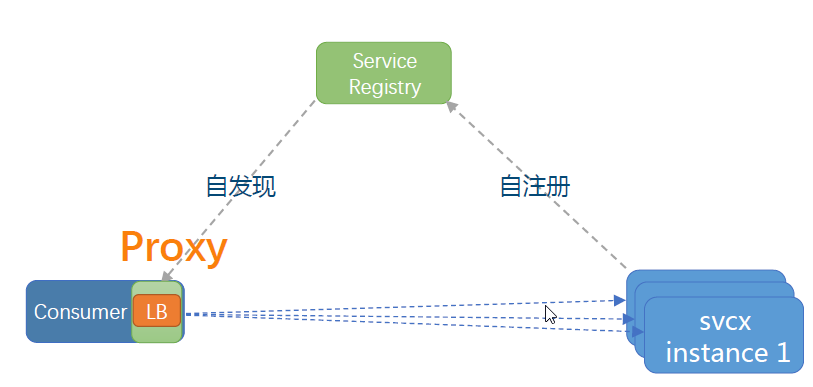 Service
Registry
自发现
自注册
Proxy
Consumer
LB
svcx
instance 1